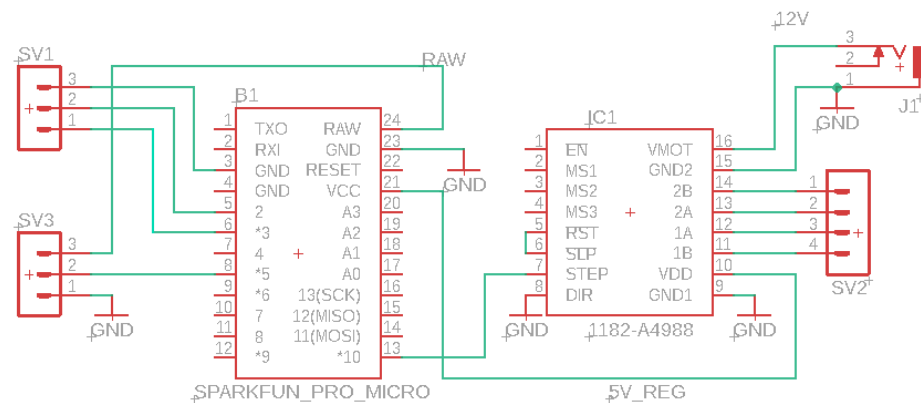 12V
SV1
3
2
1
RAW
3
2
1
J1
GND
B1
1 TXO RAW 24
2 RXI GND 23
3 GND RESET 22
4 GND VCC 21
5 2 A3 20
6 *3 A2 19
7 4 A1 18
8 *5 A0 17
9 *6 13(SCK) 16
10 7 12(MISO) 15
11 8 11(MOSI) 14
12 *9 *10 13
SPARKFUN_PRO_MICRO
GND
IC1
1 EN VMOT 16
2 MS1 GND2 15
3 MS2 2B 14
4 MS3 2A 13
5 RST 1A 12
6 SLP 1B 11
7 STEP VDD 10
8 DIR GND1 9
GND
1182-A4988
GND
1
2
3
4
SV2
SV3
3
2
1
GND
5V_REG